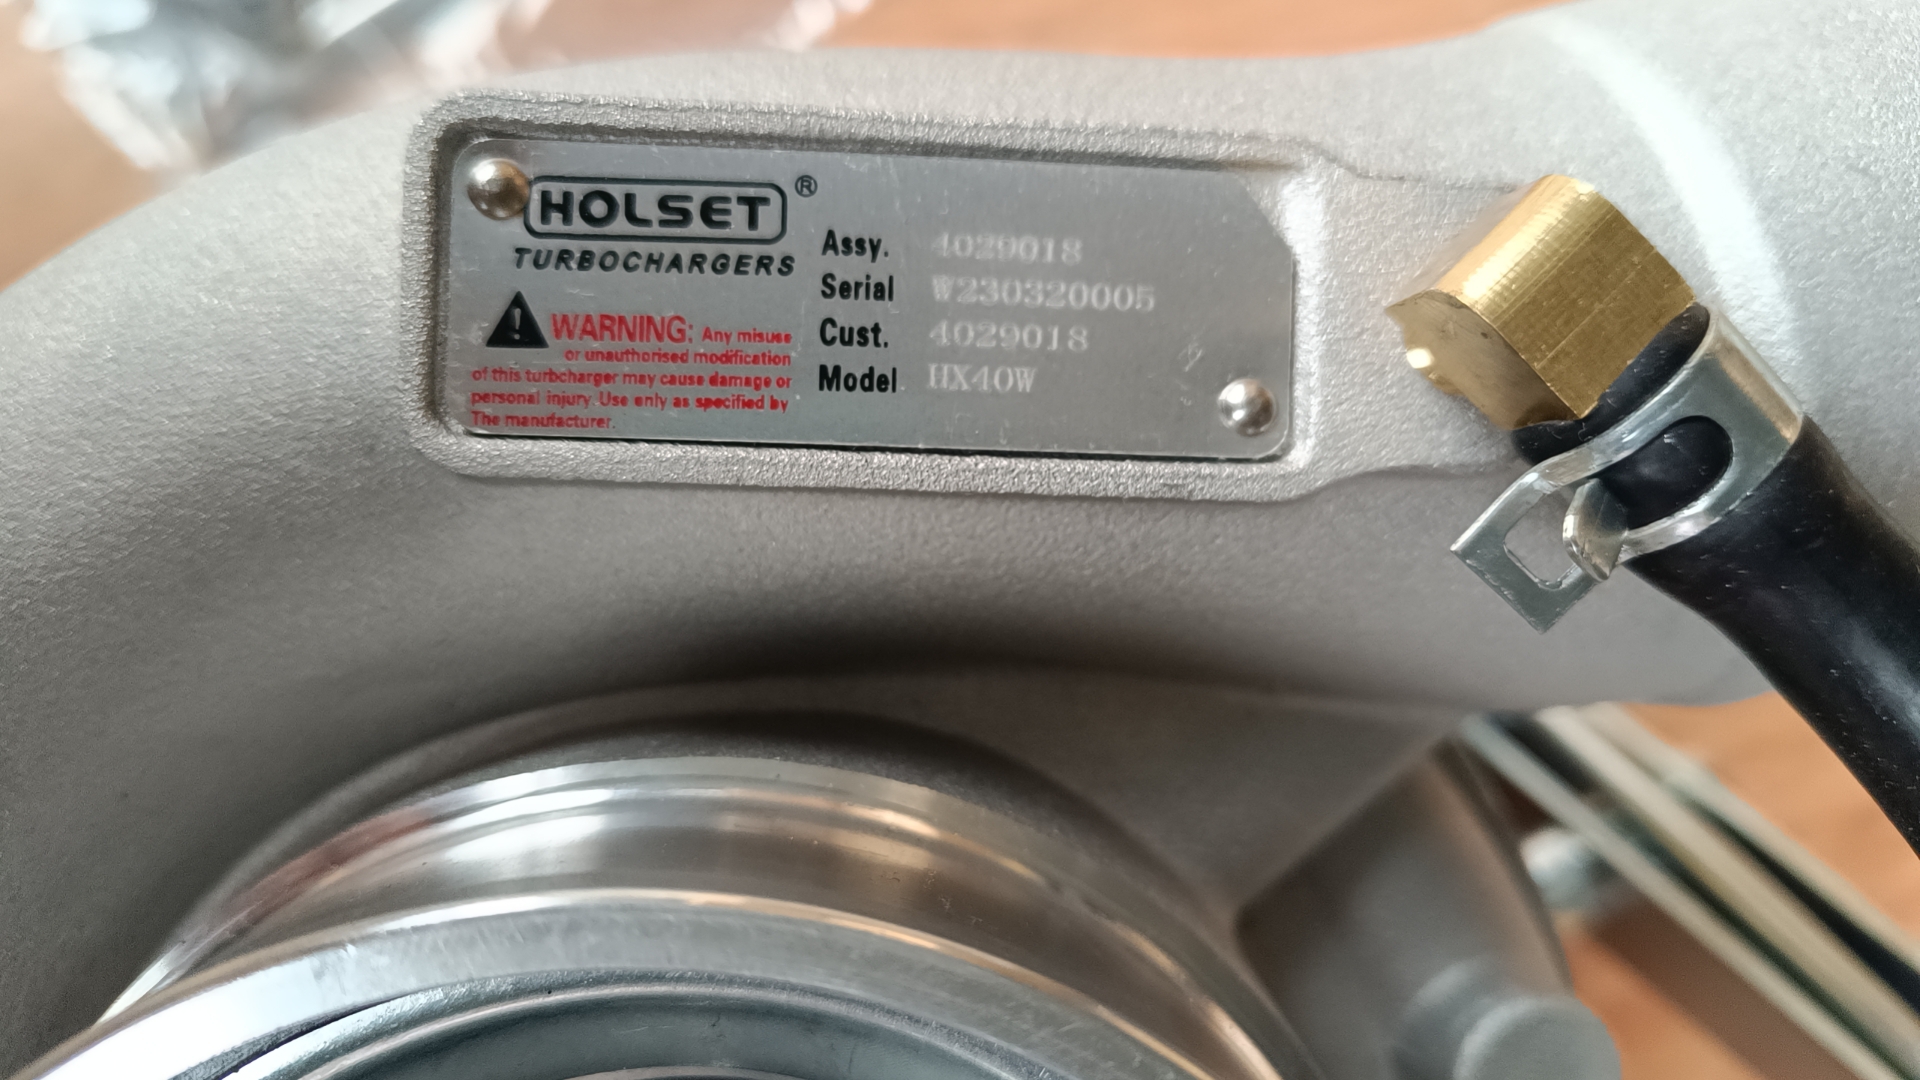 HOLSET®
TURBOCHARGERS
WARNING: Any misuse
or unauthorised modification
of this turbcharger may cause damage or
personal injury. Use only as specified by
The manufacturer.
Assy. 4029018
Serial W230320005
Cust. 4029018
Model HX40W